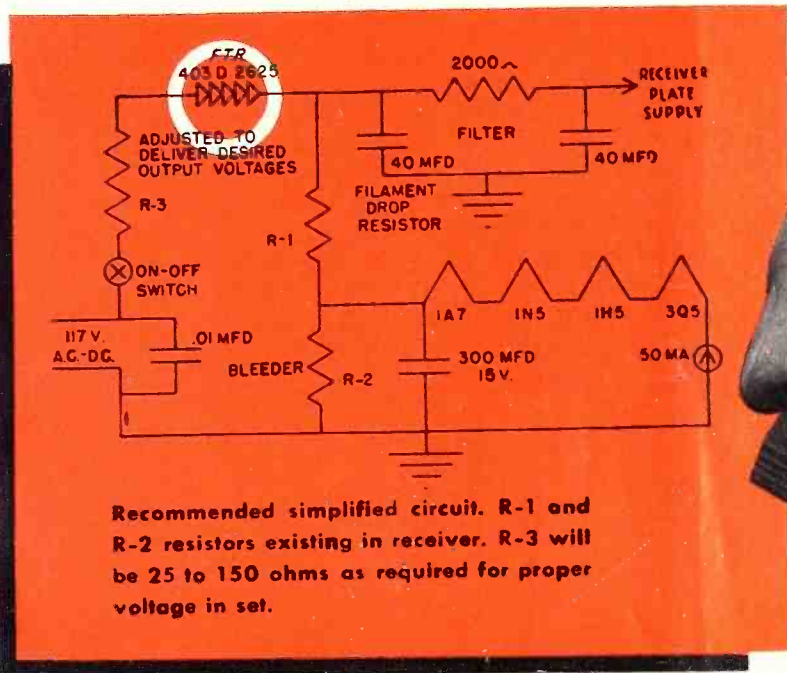 FTR
403 D 2625
2000~
RECEIVER
PLATE
SUPPLY
ADJUSTED TO
DELIVER DESIRED
OUTPUT VOLTAGES
FILTER
40 MFD
40 MFD
R-3
FILAMENT
DROP
RESISTOR
R-1
ON-OFF
SWITCH
1A7
1N5
1H5
3Q5
117 V.
A.C.-D.C.
.01 MFD
BLEEDER
R-2
300 MFD
15 V.
50 MA
Recommended simplified circuit. R-1 and
R-2 resistors existing in receiver. R-3 will
be 25 to 150 ohms as required for proper
voltage in set.